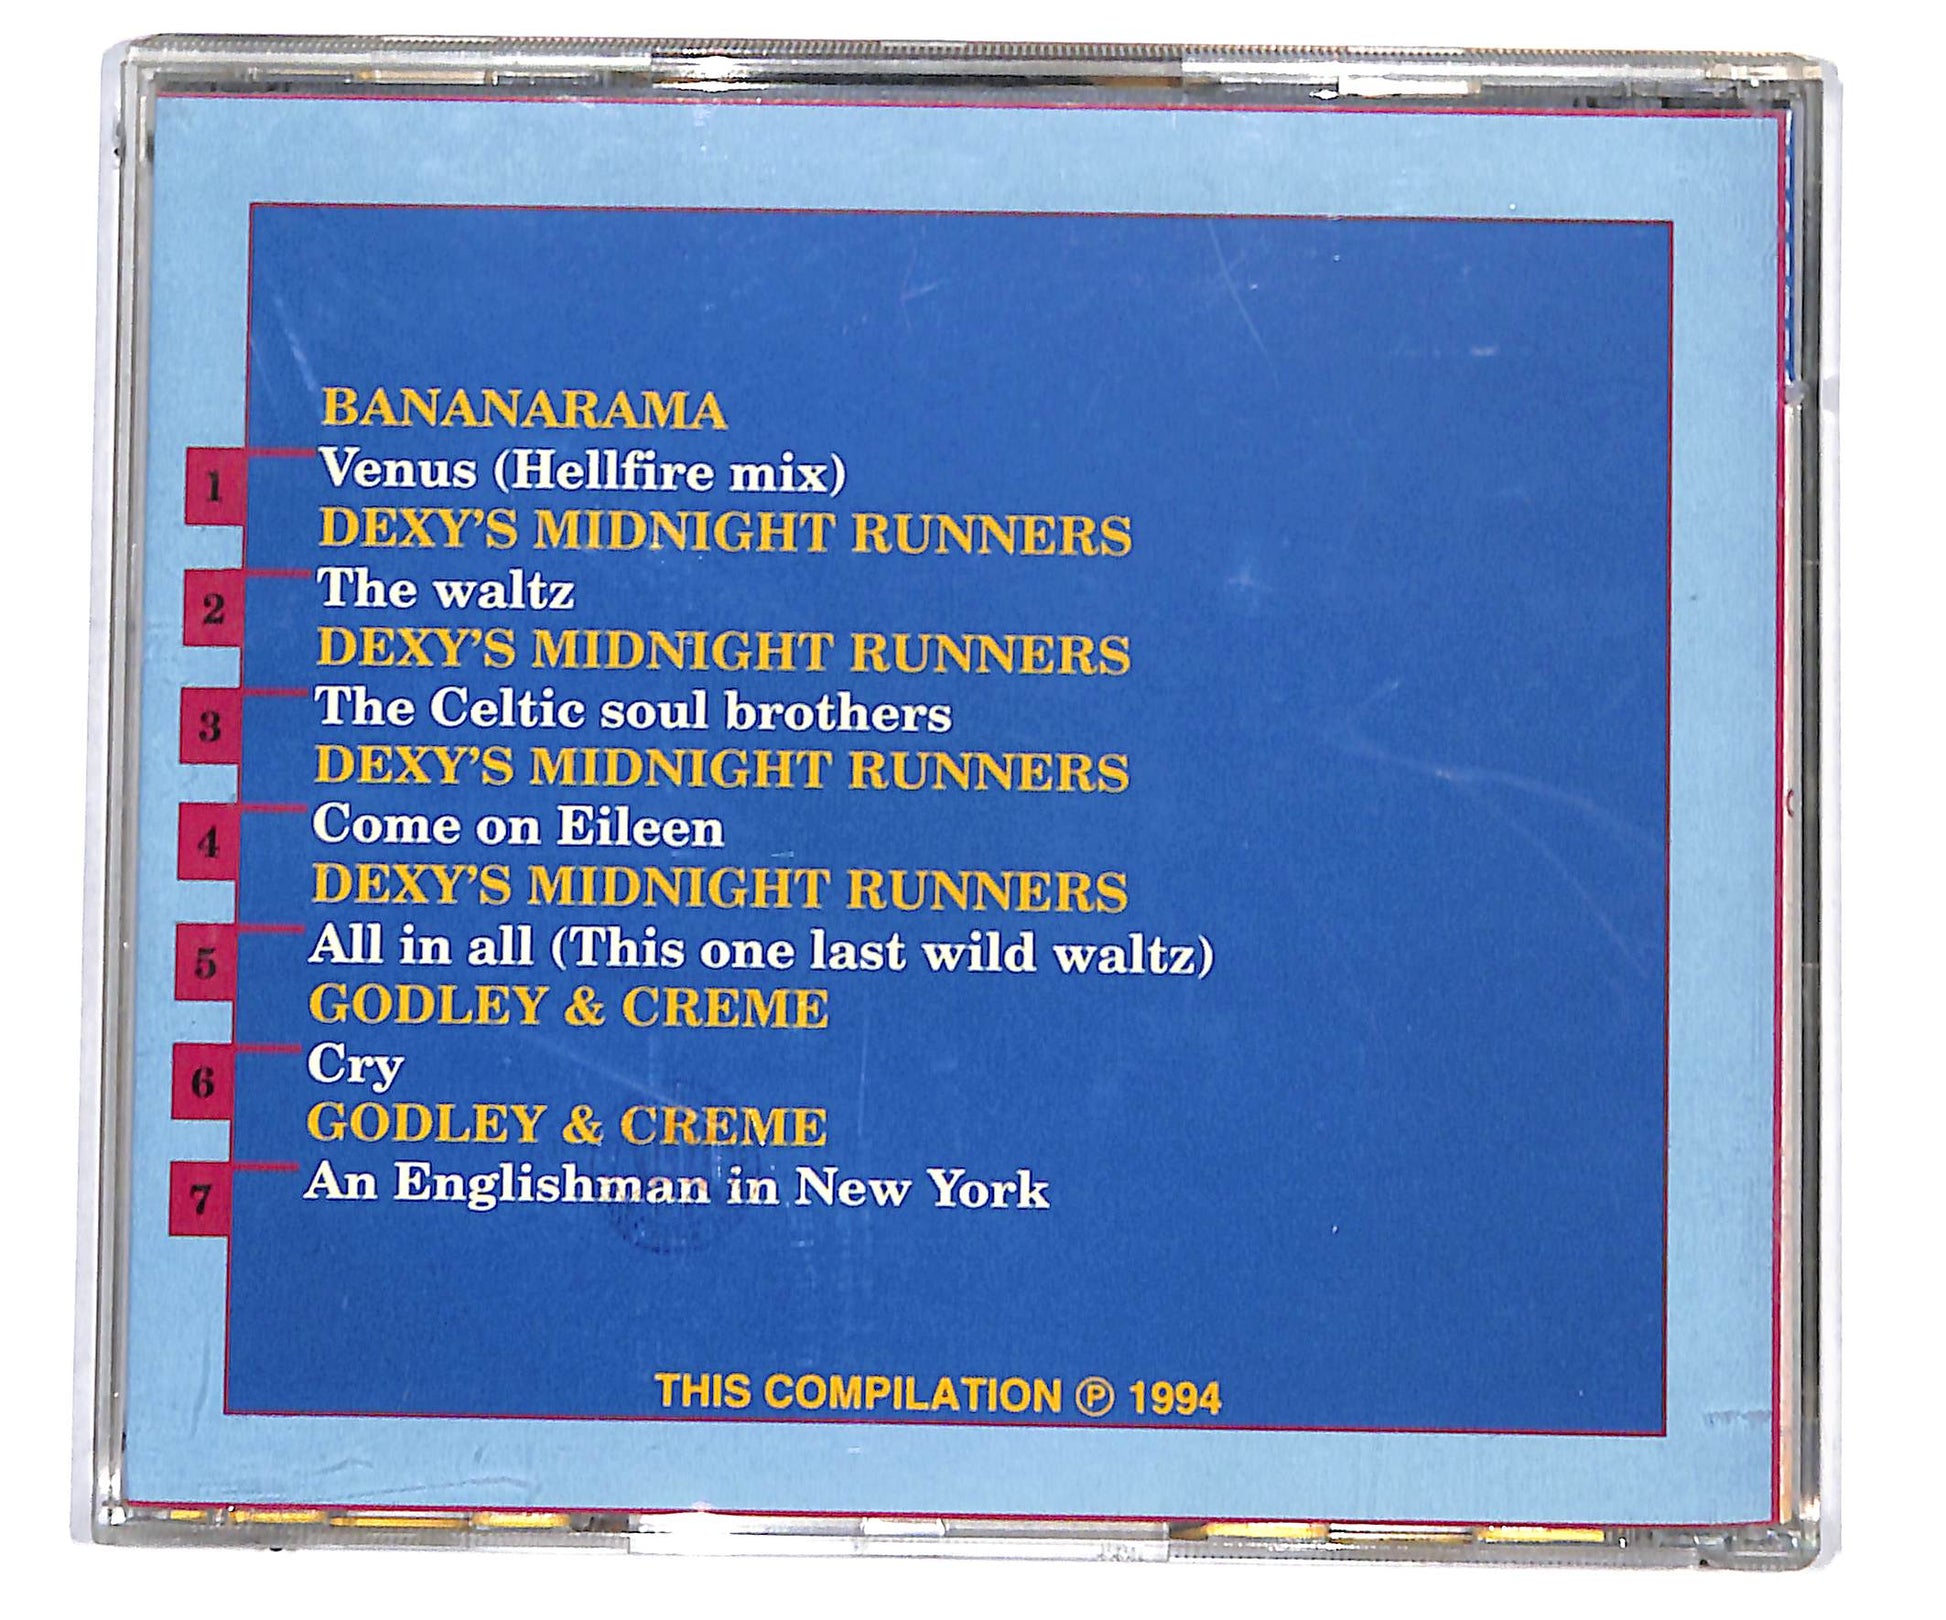 BANANARAMA
1 Venus (Hellfire mix)
DEXY'S MIDNIGHT RUNNERS
2 The waltz
DEXY'S MIDNIGHT RUNNERS
3 The Celtic soul brothers
DEXY'S MIDNIGHT RUNNERS
4 Come on Eileen
DEXY'S MIDNIGHT RUNNERS
5 All in all (This one last wild waltz)
GODLEY & CREME
6 Cry
GODLEY & CREME
7 An Englishman in New York
THIS COMPILATION ℗ 1994